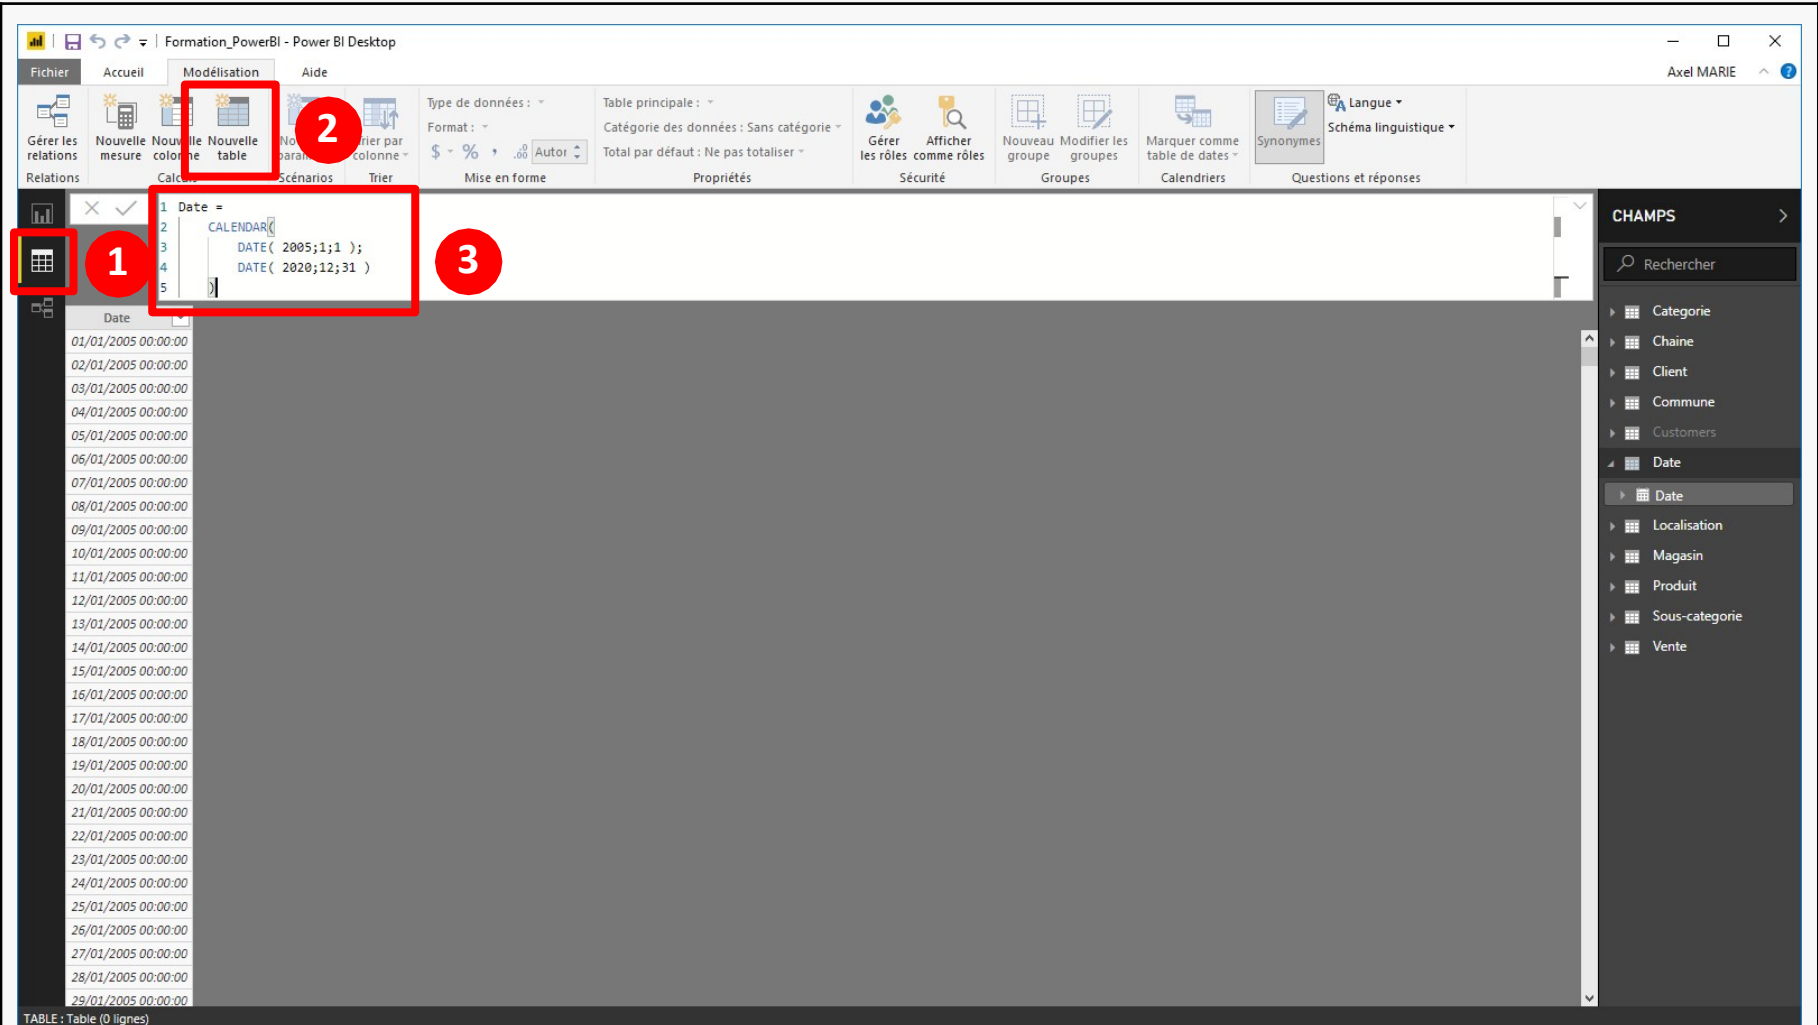 Formation_PowerBI - Power BI Desktop
Fichier Accueil Modélisation Aide Axel MARIE
Gérer les relations
Nouvelle mesure
colonne
Nouvelle table
2
Type de données :
Format :
$ % , .00 Autor
Table principale :
Catégorie des données : Sans catégorie
Total par défaut : Ne pas totaliser
Gérer les rôles
Afficher comme rôles
Nouveau groupe
Modifier les groupes
Marquer comme table de dates
Synonymes
Langue
Schéma linguistique
Relations Scénarios Trier Mise en forme Propriétés Sécurité Groupes Calendriers Questions et réponses
1
1 Date =
2 CALENDAR(
3 DATE( 2005;1;1 );
4 DATE( 2020;12;31 )
5 )
3
Date
01/01/2005 00:00:00
02/01/2005 00:00:00
03/01/2005 00:00:00
04/01/2005 00:00:00
05/01/2005 00:00:00
06/01/2005 00:00:00
07/01/2005 00:00:00
08/01/2005 00:00:00
09/01/2005 00:00:00
10/01/2005 00:00:00
11/01/2005 00:00:00
12/01/2005 00:00:00
13/01/2005 00:00:00
14/01/2005 00:00:00
15/01/2005 00:00:00
16/01/2005 00:00:00
17/01/2005 00:00:00
18/01/2005 00:00:00
19/01/2005 00:00:00
20/01/2005 00:00:00
21/01/2005 00:00:00
22/01/2005 00:00:00
23/01/2005 00:00:00
24/01/2005 00:00:00
25/01/2005 00:00:00
26/01/2005 00:00:00
27/01/2005 00:00:00
28/01/2005 00:00:00
29/01/2005 00:00:00
TABLE : Table (0 lignes)
CHAMPS
Rechercher
Categorie
Chaine
Client
Commune
Customers
Date
Date
Localisation
Magasin
Produit
Sous-categorie
Vente